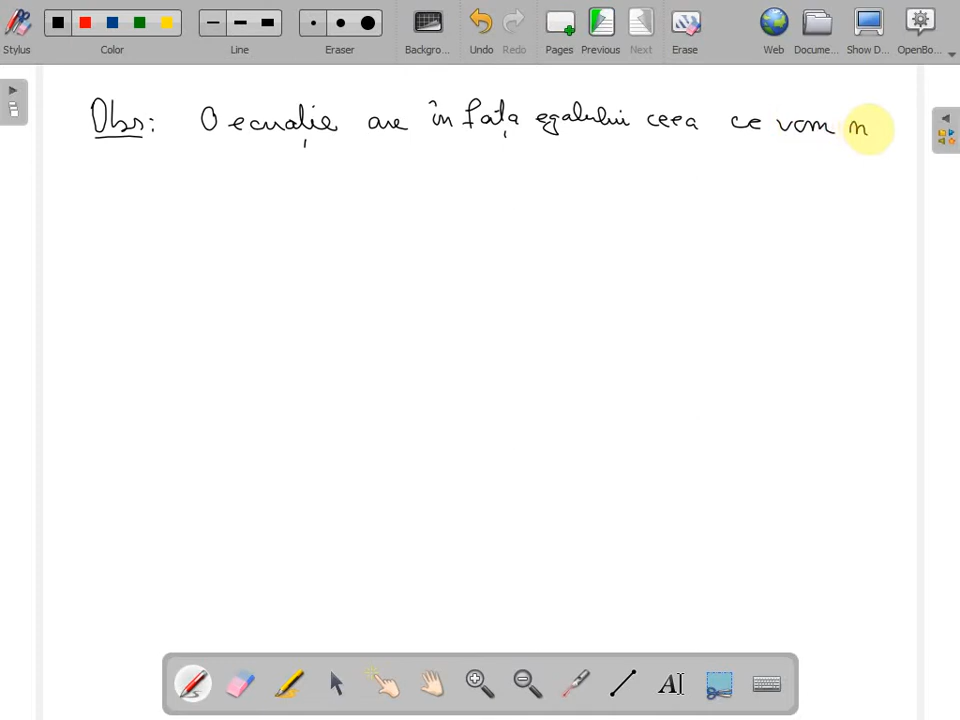 Stylus
Color
Line
Eraser
Backgro...
Undo
Redo
Pages
Previous
Next
Erase
Web
Docume...
Show D...
OpenBo...
Obs: O ecuație are în fața egalului ceea ce vom n
A